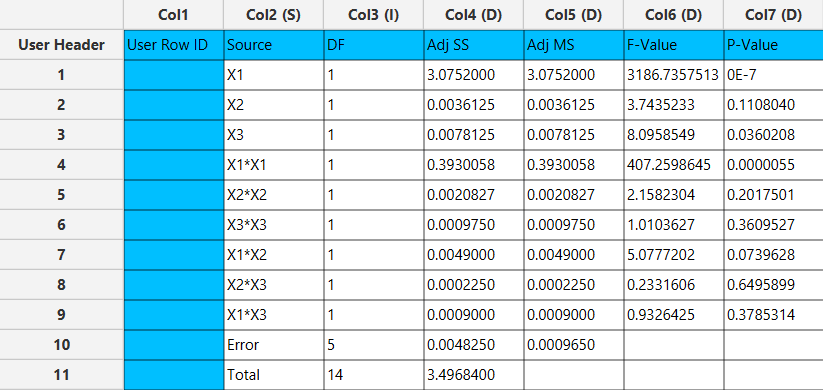 Col1 Col2 (S) Col3 (I) Col4 (D) Col5 (D) Col6 (D) Col7 (D)
User Header User Row ID Source DF Adj SS Adj MS F-Value P-Value
1 X1 1 3.0752000 3.0752000 3186.7357513 0E-7
2 X2 1 0.0036125 0.0036125 3.7435233 0.1108040
3 X3 1 0.0078125 0.0078125 8.0958549 0.0360208
4 X1*X1 1 0.3930058 0.3930058 407.2598645 0.0000055
5 X2*X2 1 0.0020827 0.0020827 2.1582304 0.2017501
6 X3*X3 1 0.0009750 0.0009750 1.0103627 0.3609527
7 X1*X2 1 0.0049000 0.0049000 5.0777202 0.0739628
8 X2*X3 1 0.0002250 0.0002250 0.2331606 0.6495899
9 X1*X3 1 0.0009000 0.0009000 0.9326425 0.3785314
10 Error 5 0.0048250 0.0009650
11 Total 14 3.4968400